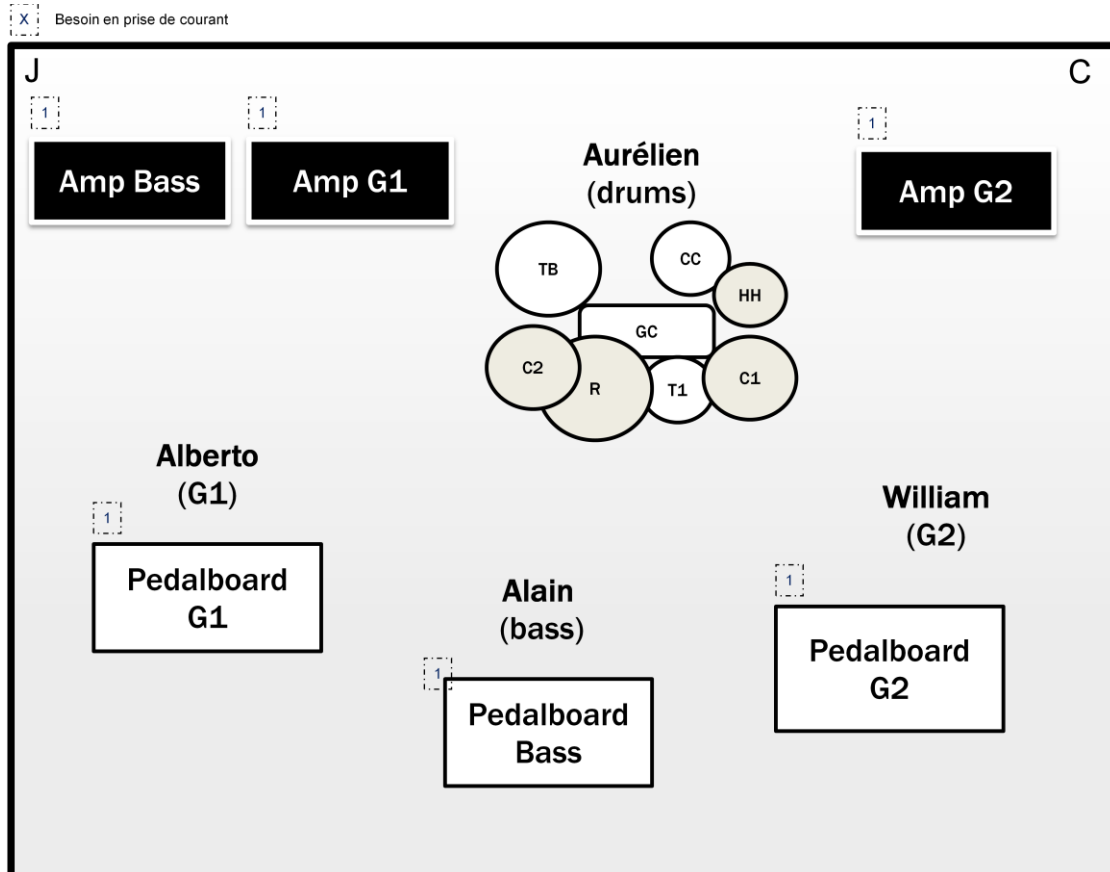 X Besoin en prise de courant
J
C
1
1
1
Amp Bass
Amp G1
Amp G2
Aurélien
(drums)
TB
CC
HH
GC
C2
R
T1
C1
Alberto
(G1)
1
Pedalboard
G1
William
(G2)
1
Pedalboard
G2
Alain
(bass)
1
Pedalboard
Bass